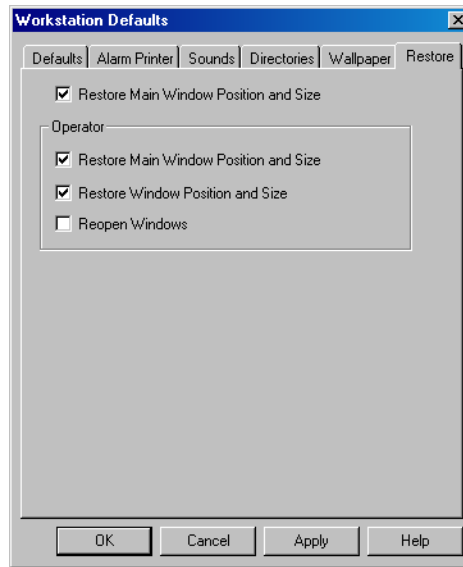 Workstation Defaults
Defaults Alarm Printer Sounds Directories Wallpaper Restore
Restore Main Window Position and Size
Operator
Restore Main Window Position and Size
Restore Window Position and Size
Reopen Windows
OK Cancel Apply Help